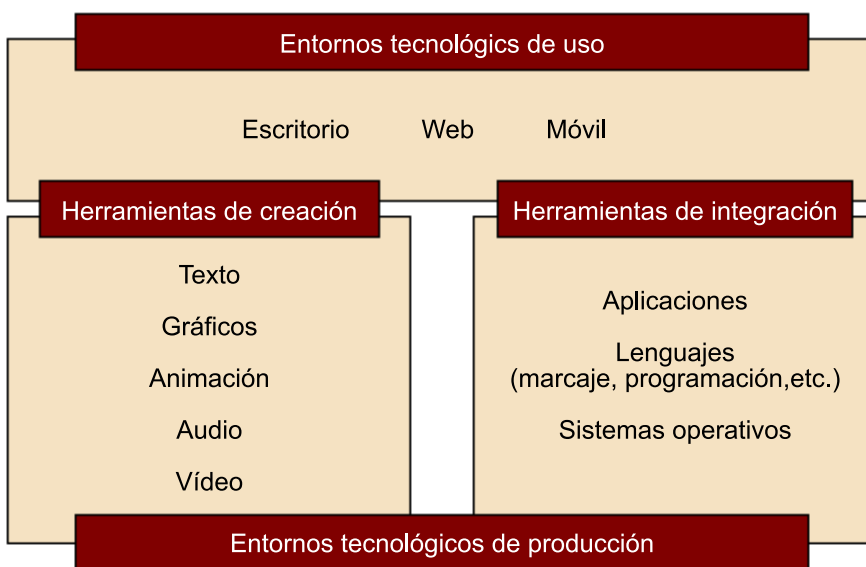 Entornos tecnológics de uso
Escritorio Web Móvil
Herramientas de creación
Texto
Gráficos
Animación
Audio
Vídeo
Herramientas de integración
Aplicaciones
Lenguajes
(marcaje, programación,etc.)
Sistemas operativos
Entornos tecnológicos de producción